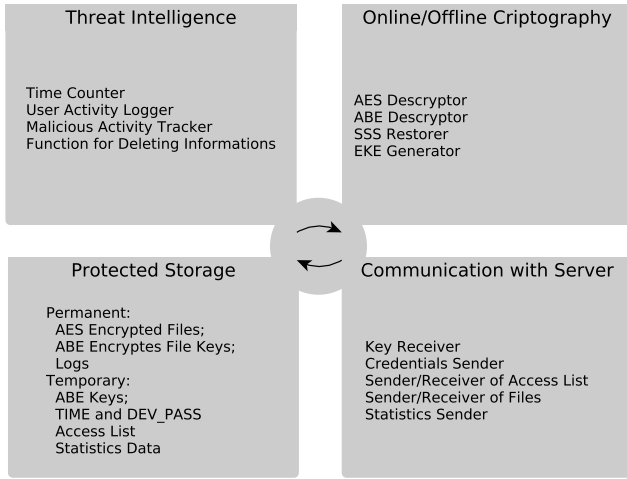 Threat Intelligence
Time Counter
User Activity Logger
Malicious Activity Tracker
Function for Deleting Informations
Online/Offline Criptography
AES Descryptor
ABE Descryptor
SSS Restorer
EKE Generator
Protected Storage
Permanent:
AES Encrypted Files;
ABE Encryptes File Keys;
Logs
Temporary:
ABE Keys;
TIME and DEV_PASS
Access List
Statistics Data
Communication with Server
Key Receiver
Credentials Sender
Sender/Receiver of Access List
Sender/Receiver of Files
Statistics Sender